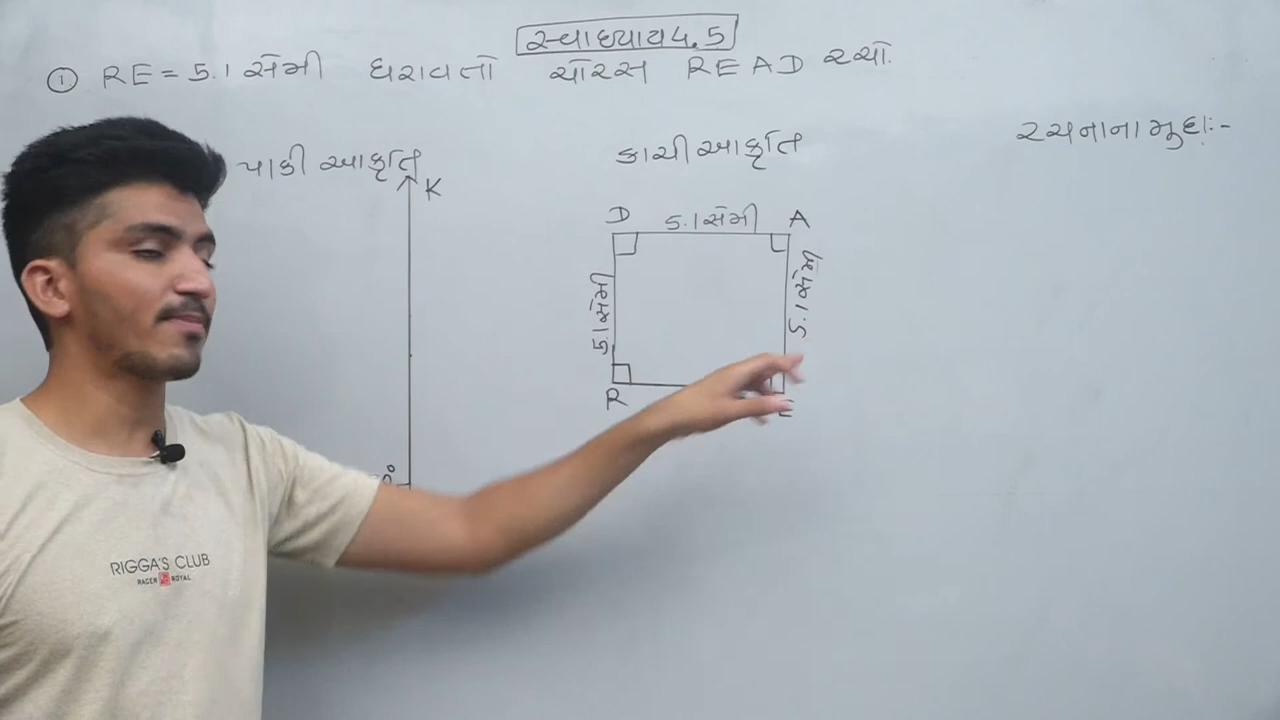 સ્વાધ્યાય 4.5
① RE = 5.1 સેમી ધરાવતો ચોરસ READ રચો.
રચનાના મુદ્દા:-
પાકી આકૃતિ
કાચી આકૃતિ
K
D 5.1 સેમી A
5.1 સેમી
5.1 સેમી
R
E
RIGGA'S CLUB
RAGER ROYAL